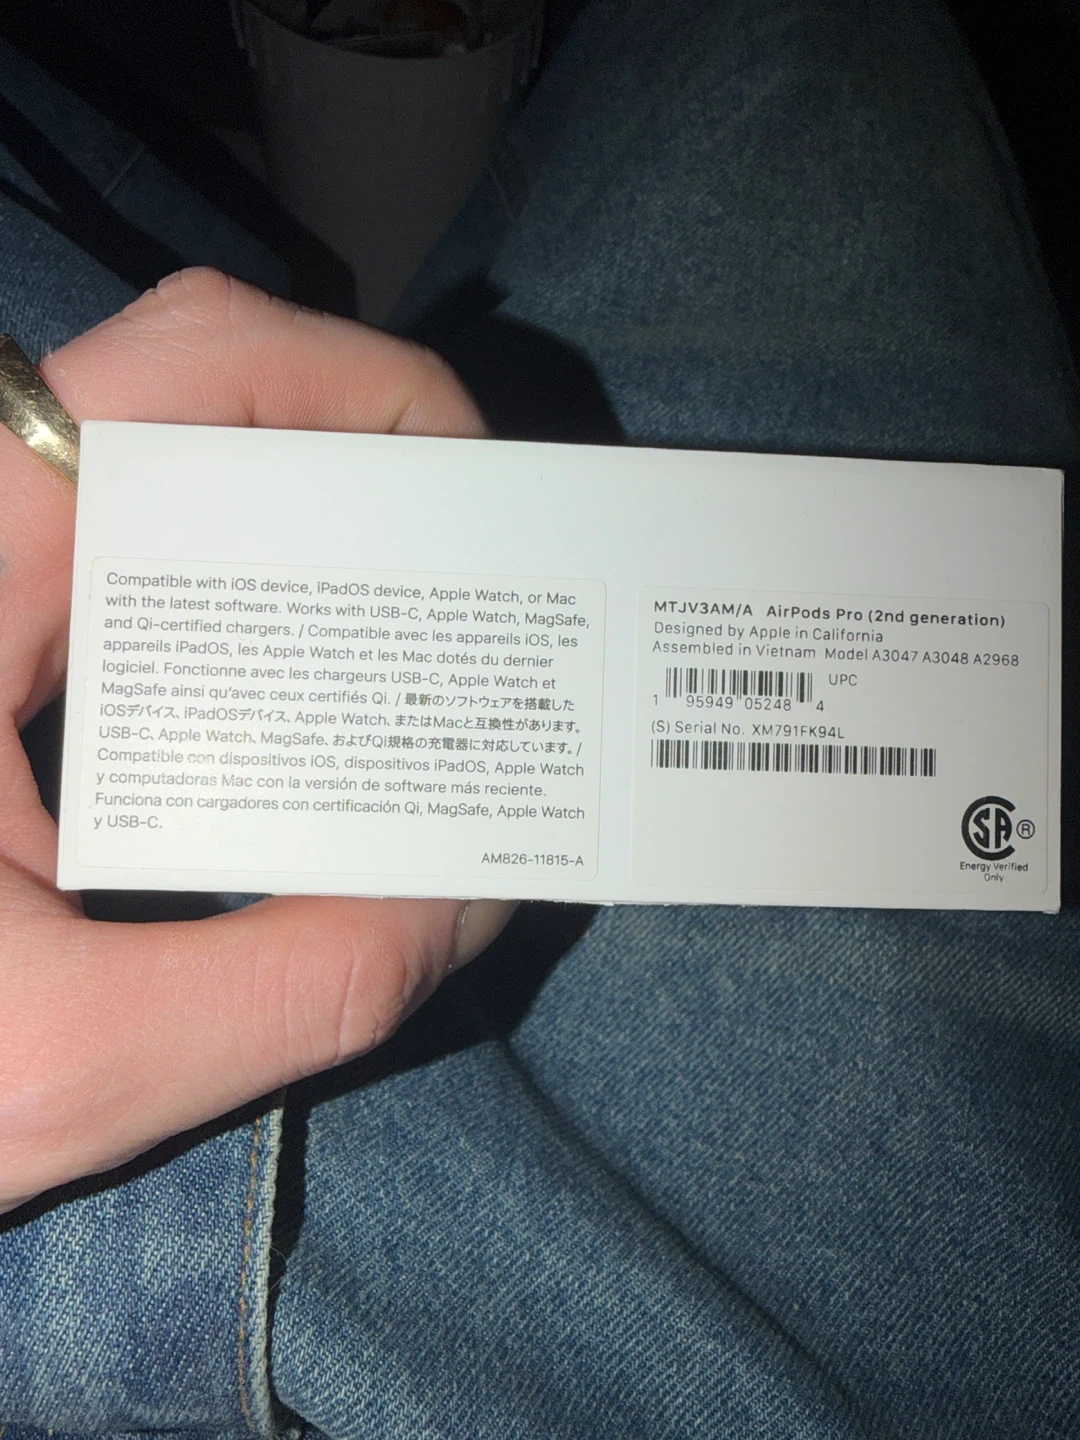 Compatible with iOS device, iPadOS device, Apple Watch, or Mac
with the latest software. Works with USB-C, Apple Watch, MagSafe,
and Qi-certified chargers. / Compatible avec les appareils iOS, les
appareils iPadOS, les Apple Watch et les Mac dotés du dernier
logiciel. Fonctionne avec les chargeurs USB-C, Apple Watch et
MagSafe ainsi qu'avec ceux certifiés Qi. / 最新のソフトウェアを搭載した
iOSデバイス、iPadOSデバイス、Apple Watch、またはMacと互換性があります。
USB-C、Apple Watch、MagSafe、およびQi規格の充電器に対応しています。/
Compatible con dispositivos iOS, dispositivos iPadOS, Apple Watch
y computadoras Mac con la versión de software más reciente.
Funciona con cargadores con certificación Qi, MagSafe, Apple Watch
y USB-C.
AM826-11815-A
MTJV3AM/A AirPods Pro (2nd generation)
Designed by Apple in California
Assembled in Vietnam Model A3047 A3048 A2968
UPC
1 95949 05248 4
(S) Serial No. XM791FK94L
SA ®
Energy Verified
Only